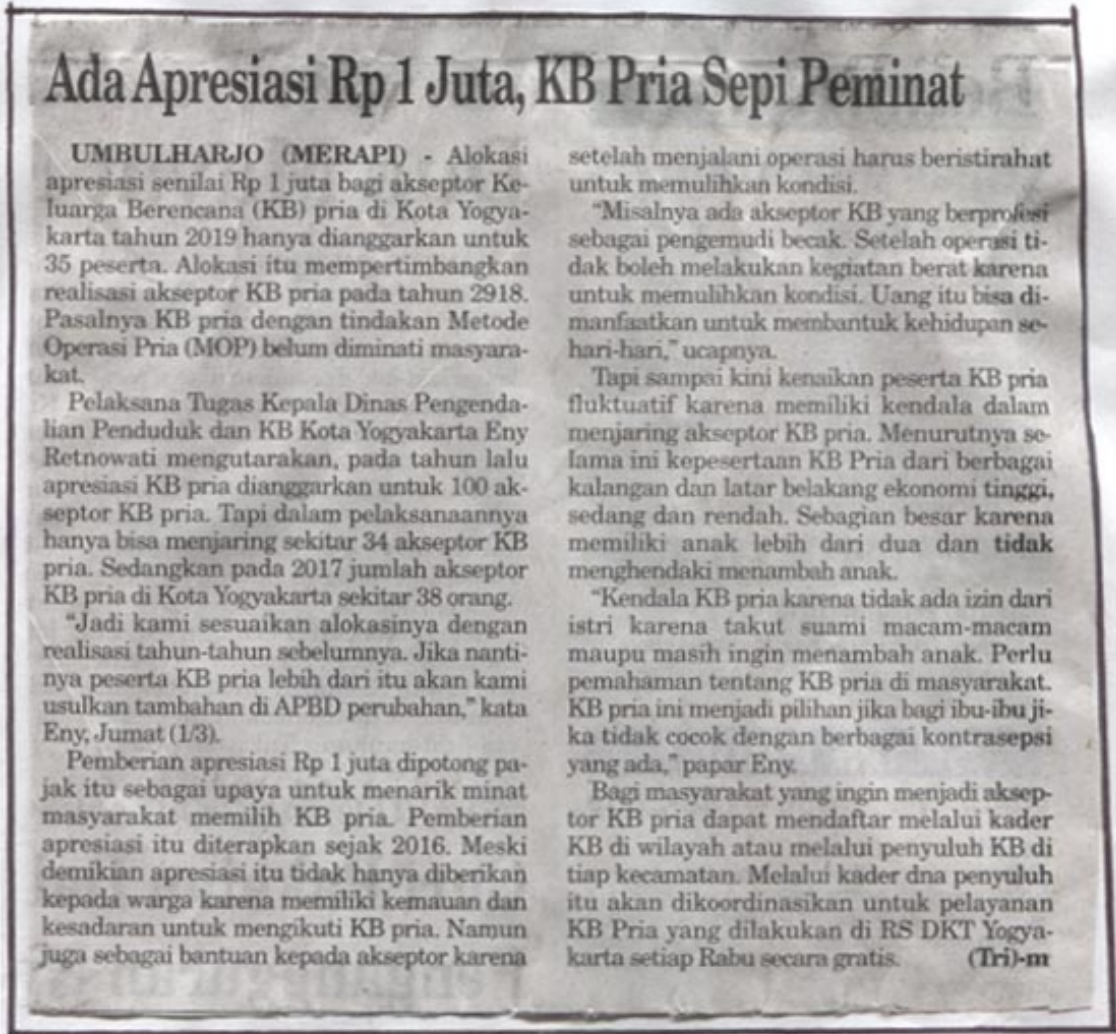 Ada Apresiasi Rp 1 Juta, KB Pria Sepi Peminat
UMBULHARJO (MERAPI) - Alokasi
apresiasi senilai Rp 1 juta bagi akseptor Ke-
luarga Berencana (KB) pria di Kota Yogya-
karta tahun 2019 hanya dianggarkan untuk
35 peserta. Alokasi itu mempertimbangkan
realisasi akseptor KB pria pada tahun 2918.
Pasalnya KB pria dengan tindakan Metode
Operasi Pria (MOP) belum diminati masyara-
kat.
Pelaksana Tugas Kepala Dinas Pengenda-
lian Penduduk dan KB Kota Yogyakarta Eny
Retnowati mengutarakan, pada tahun lalu
apresiasi KB pria dianggarkan untuk 100 ak-
septor KB pria. Tapi dalam pelaksanaannya
hanya bisa menjaring sekitar 34 akseptor KB
pria. Sedangkan pada 2017 jumlah akseptor
KB pria di Kota Yogyakarta sekitar 38 orang.
"Jadi kami sesuaikan alokasinya dengan
realisasi tahun-tahun sebelumnya. Jika nanti-
nya peserta KB pria lebih dari itu akan kami
usulkan tambahan di APBD perubahan," kata
Eny, Jumat (1/3).
Pemberian apresiasi Rp 1 juta dipotong pa-
jak itu sebagai upaya untuk menarik minat
masyarakat memilih KB pria. Pemberian
apresiasi itu diterapkan sejak 2016. Meski
demikian apresiasi itu tidak hanya diberikan
kepada warga karena memiliki kemauan dan
kesadaran untuk mengikuti KB pria. Namun
juga sebagai bantuan kepada akseptor karena
setelah menjalani operasi harus beristirahat
untuk memulihkan kondisi.
"Misalnya ada akseptor KB yang berprofesi
sebagai pengemudi becak. Setelah operasi ti-
dak boleh melakukan kegiatan berat karena
untuk memulihkan kondisi. Uang itu bisa di-
manfaatkan untuk membantuk kehidupan se-
hari-hari," ucapnya.
Tapi sampai kini kenaikan peserta KB pria
fluktuatif karena memiliki kendala dalam
menjaring akseptor KB pria. Menurutnya se-
lama ini kepesertaan KB Pria dari berbagai
kalangan dan latar belakang ekonomi tinggi,
sedang dan rendah. Sebagian besar karena
memiliki anak lebih dari dua dan tidak
menghendaki menambah anak.
"Kendala KB pria karena tidak ada izin dari
istri karena takut suami macam-macam
maupu masih ingin menambah anak. Perlu
pemahaman tentang KB pria di masyarakat.
KB pria ini menjadi pilihan jika bagi ibu-ibu ji-
ka tidak cocok dengan berbagai kontrasepsi
yang ada," papar Eny.
Bagi masyarakat yang ingin menjadi aksep-
tor KB pria dapat mendaftar melalui kader
KB di wilayah atau melalui penyuluh KB di
tiap kecamatan. Melalui kader dna penyuluh
itu akan dikoordinasikan untuk pelayanan
KB Pria yang dilakukan di RS DKT Yogya-
karta setiap Rabu secara gratis. (Tri)-m